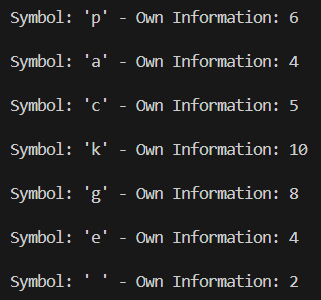 Symbol: 'p' - Own Information: 6
Symbol: 'a' - Own Information: 4
Symbol: 'c' - Own Information: 5
Symbol: 'k' - Own Information: 10
Symbol: 'g' - Own Information: 8
Symbol: 'e' - Own Information: 4
Symbol: ' ' - Own Information: 2